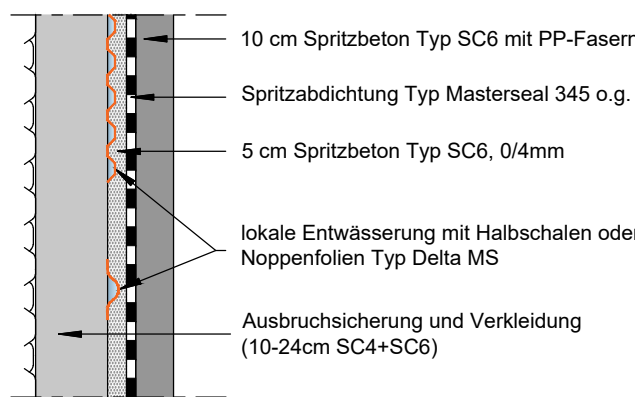 10 cm Spritzbeton Typ SC6 mit PP-Fasern
Spritzabdichtung Typ Masterseal 345 o.g.
5 cm Spritzbeton Typ SC6, 0/4mm
lokale Entwässerung mit Halbschalen oder
Noppenfolien Typ Delta MS
Ausbruchsicherung und Verkleidung
(10-24cm SC4+SC6)